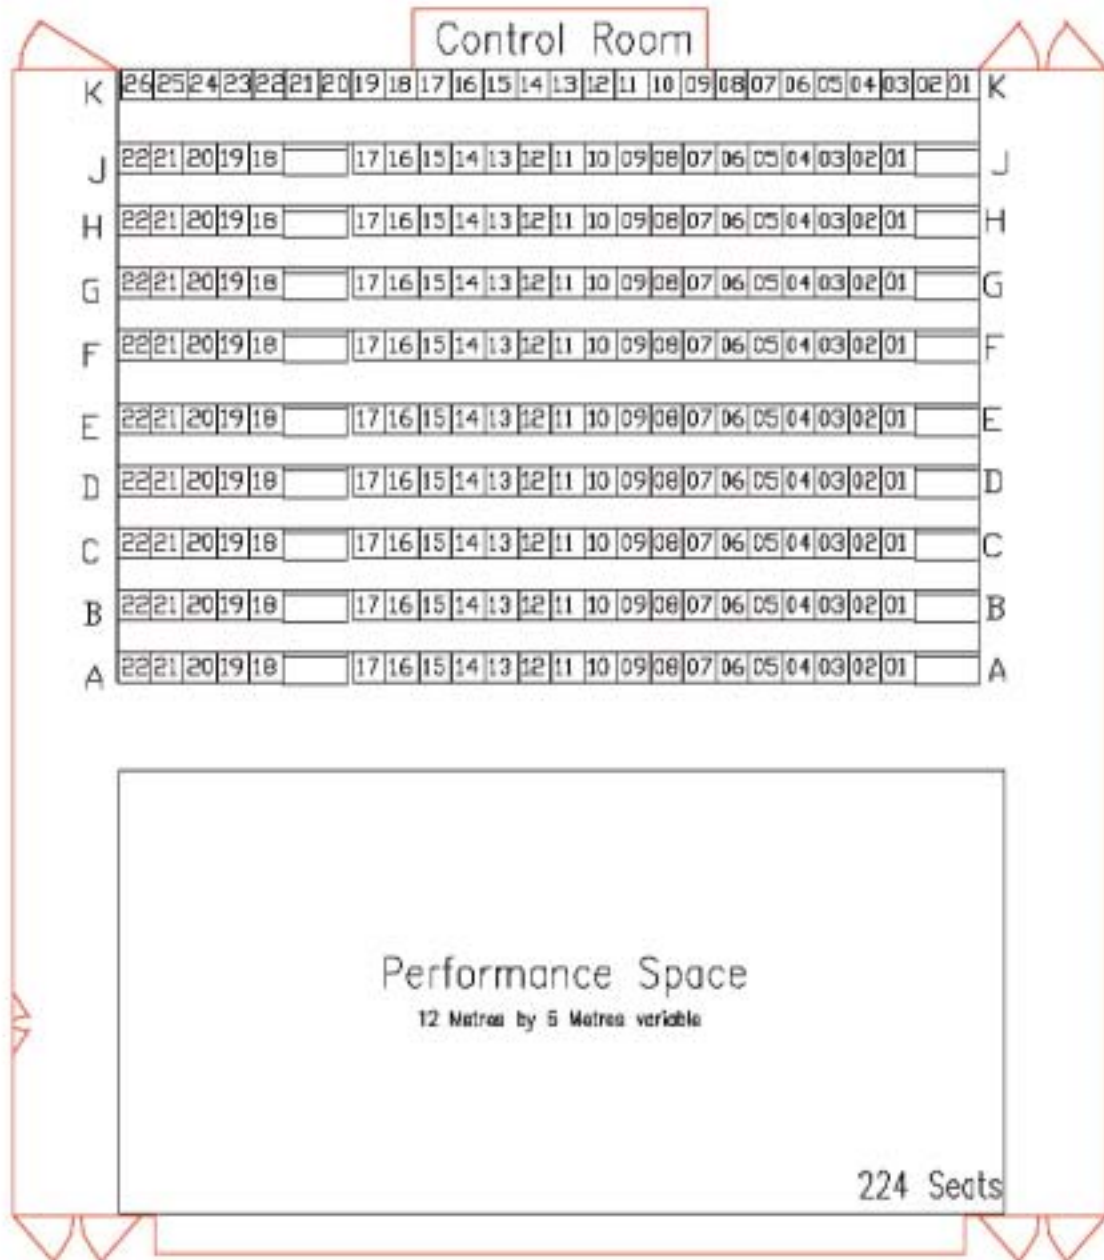 Control Room
K 26 25 24 23 22 21 20 19 18 17 16 15 14 13 12 11 10 09 08 07 06 05 04 03 02 01 K
J 22 21 20 19 18 17 16 15 14 13 12 11 10 09 08 07 06 05 04 03 02 01 J
H 22 21 20 19 18 17 16 15 14 13 12 11 10 09 08 07 06 05 04 03 02 01 H
G 22 21 20 19 18 17 16 15 14 13 12 11 10 09 08 07 06 05 04 03 02 01 G
F 22 21 20 19 18 17 16 15 14 13 12 11 10 09 08 07 06 05 04 03 02 01 F
E 22 21 20 19 18 17 16 15 14 13 12 11 10 09 08 07 06 05 04 03 02 01 E
D 22 21 20 19 18 17 16 15 14 13 12 11 10 09 08 07 06 05 04 03 02 01 D
C 22 21 20 19 18 17 16 15 14 13 12 11 10 09 08 07 06 05 04 03 02 01 C
B 22 21 20 19 18 17 16 15 14 13 12 11 10 09 08 07 06 05 04 03 02 01 B
A 22 21 20 19 18 17 16 15 14 13 12 11 10 09 08 07 06 05 04 03 02 01 A
Performance Space
12 Metres by Metres variable
224 Seats